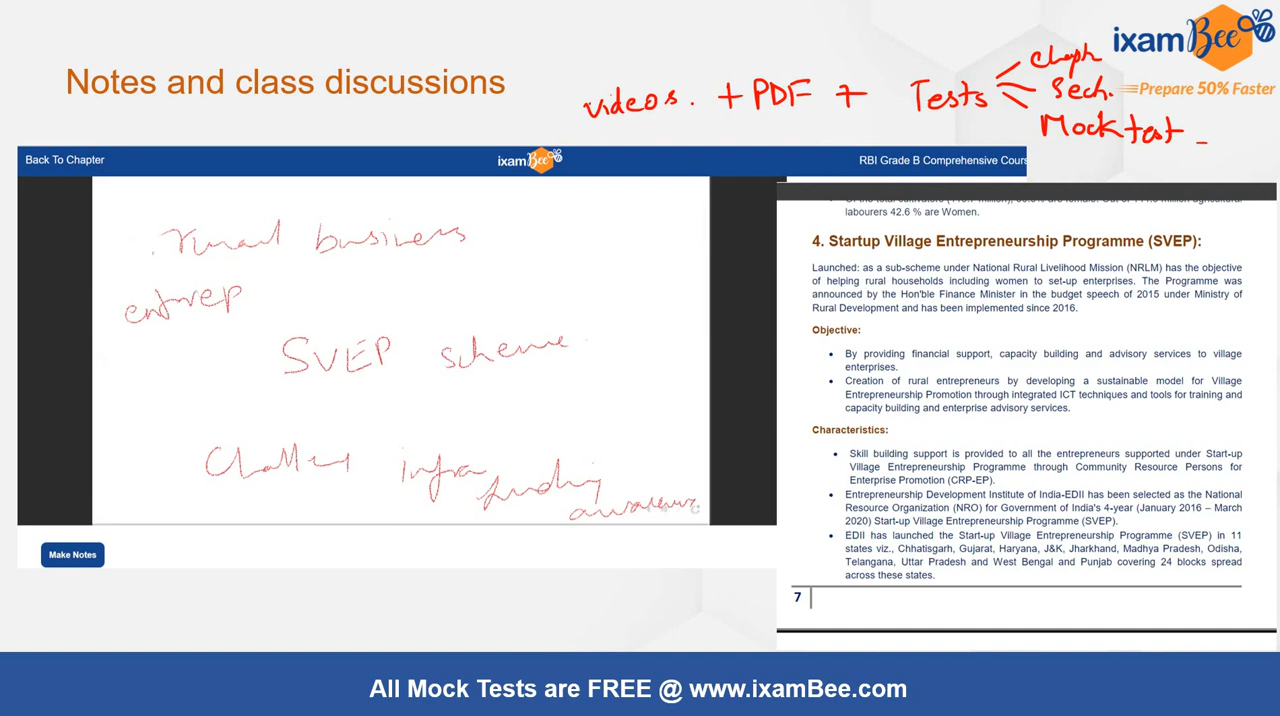 ixamBee
Prepare 50% Faster
Notes and class discussions
videos. + PDF + Tests
Chaph
Sech.
Mock test
Back To Chapter
ixamBee
RBI Grade B Comprehensive Cours
rural business
entrep
SVEP scheme
infra
funding
awareness
Make Notes
labourers 42.6 % are Women.
4. Startup Village Entrepreneurship Programme (SVEP):
Launched: as a sub-scheme under National Rural Livelihood Mission (NRLM) has the objective
of helping rural households including women to set-up enterprises. The Programme was
announced by the Hon'ble Finance Minister in the budget speech of 2015 under Ministry of
Rural Development and has been implemented since 2016.
Objective:
• By providing financial support, capacity building and advisory services to village
enterprises.
• Creation of rural entrepreneurs by developing a sustainable model for Village
Entrepreneurship Promotion through integrated ICT techniques and tools for training and
capacity building and enterprise advisory services.
Characteristics:
• Skill building support is provided to all the entrepreneurs supported under Start-up
Village Entrepreneurship Programme through Community Resource Persons for
Enterprise Promotion (CRP-EP).
• Entrepreneurship Development Institute of India-EDII has been selected as the National
Resource Organization (NRO) for Government of India's 4-year (January 2016 – March
2020) Start-up Village Entrepreneurship Programme (SVEP).
• EDII has launched the Start-up Village Entrepreneurship Programme (SVEP) in 11
states viz., Chhatisgarh, Gujarat, Haryana, J&K, Jharkhand, Madhya Pradesh, Odisha,
Telangana, Uttar Pradesh and West Bengal and Punjab covering 24 blocks spread
across these states.
7
All Mock Tests are FREE @ www.ixamBee.com